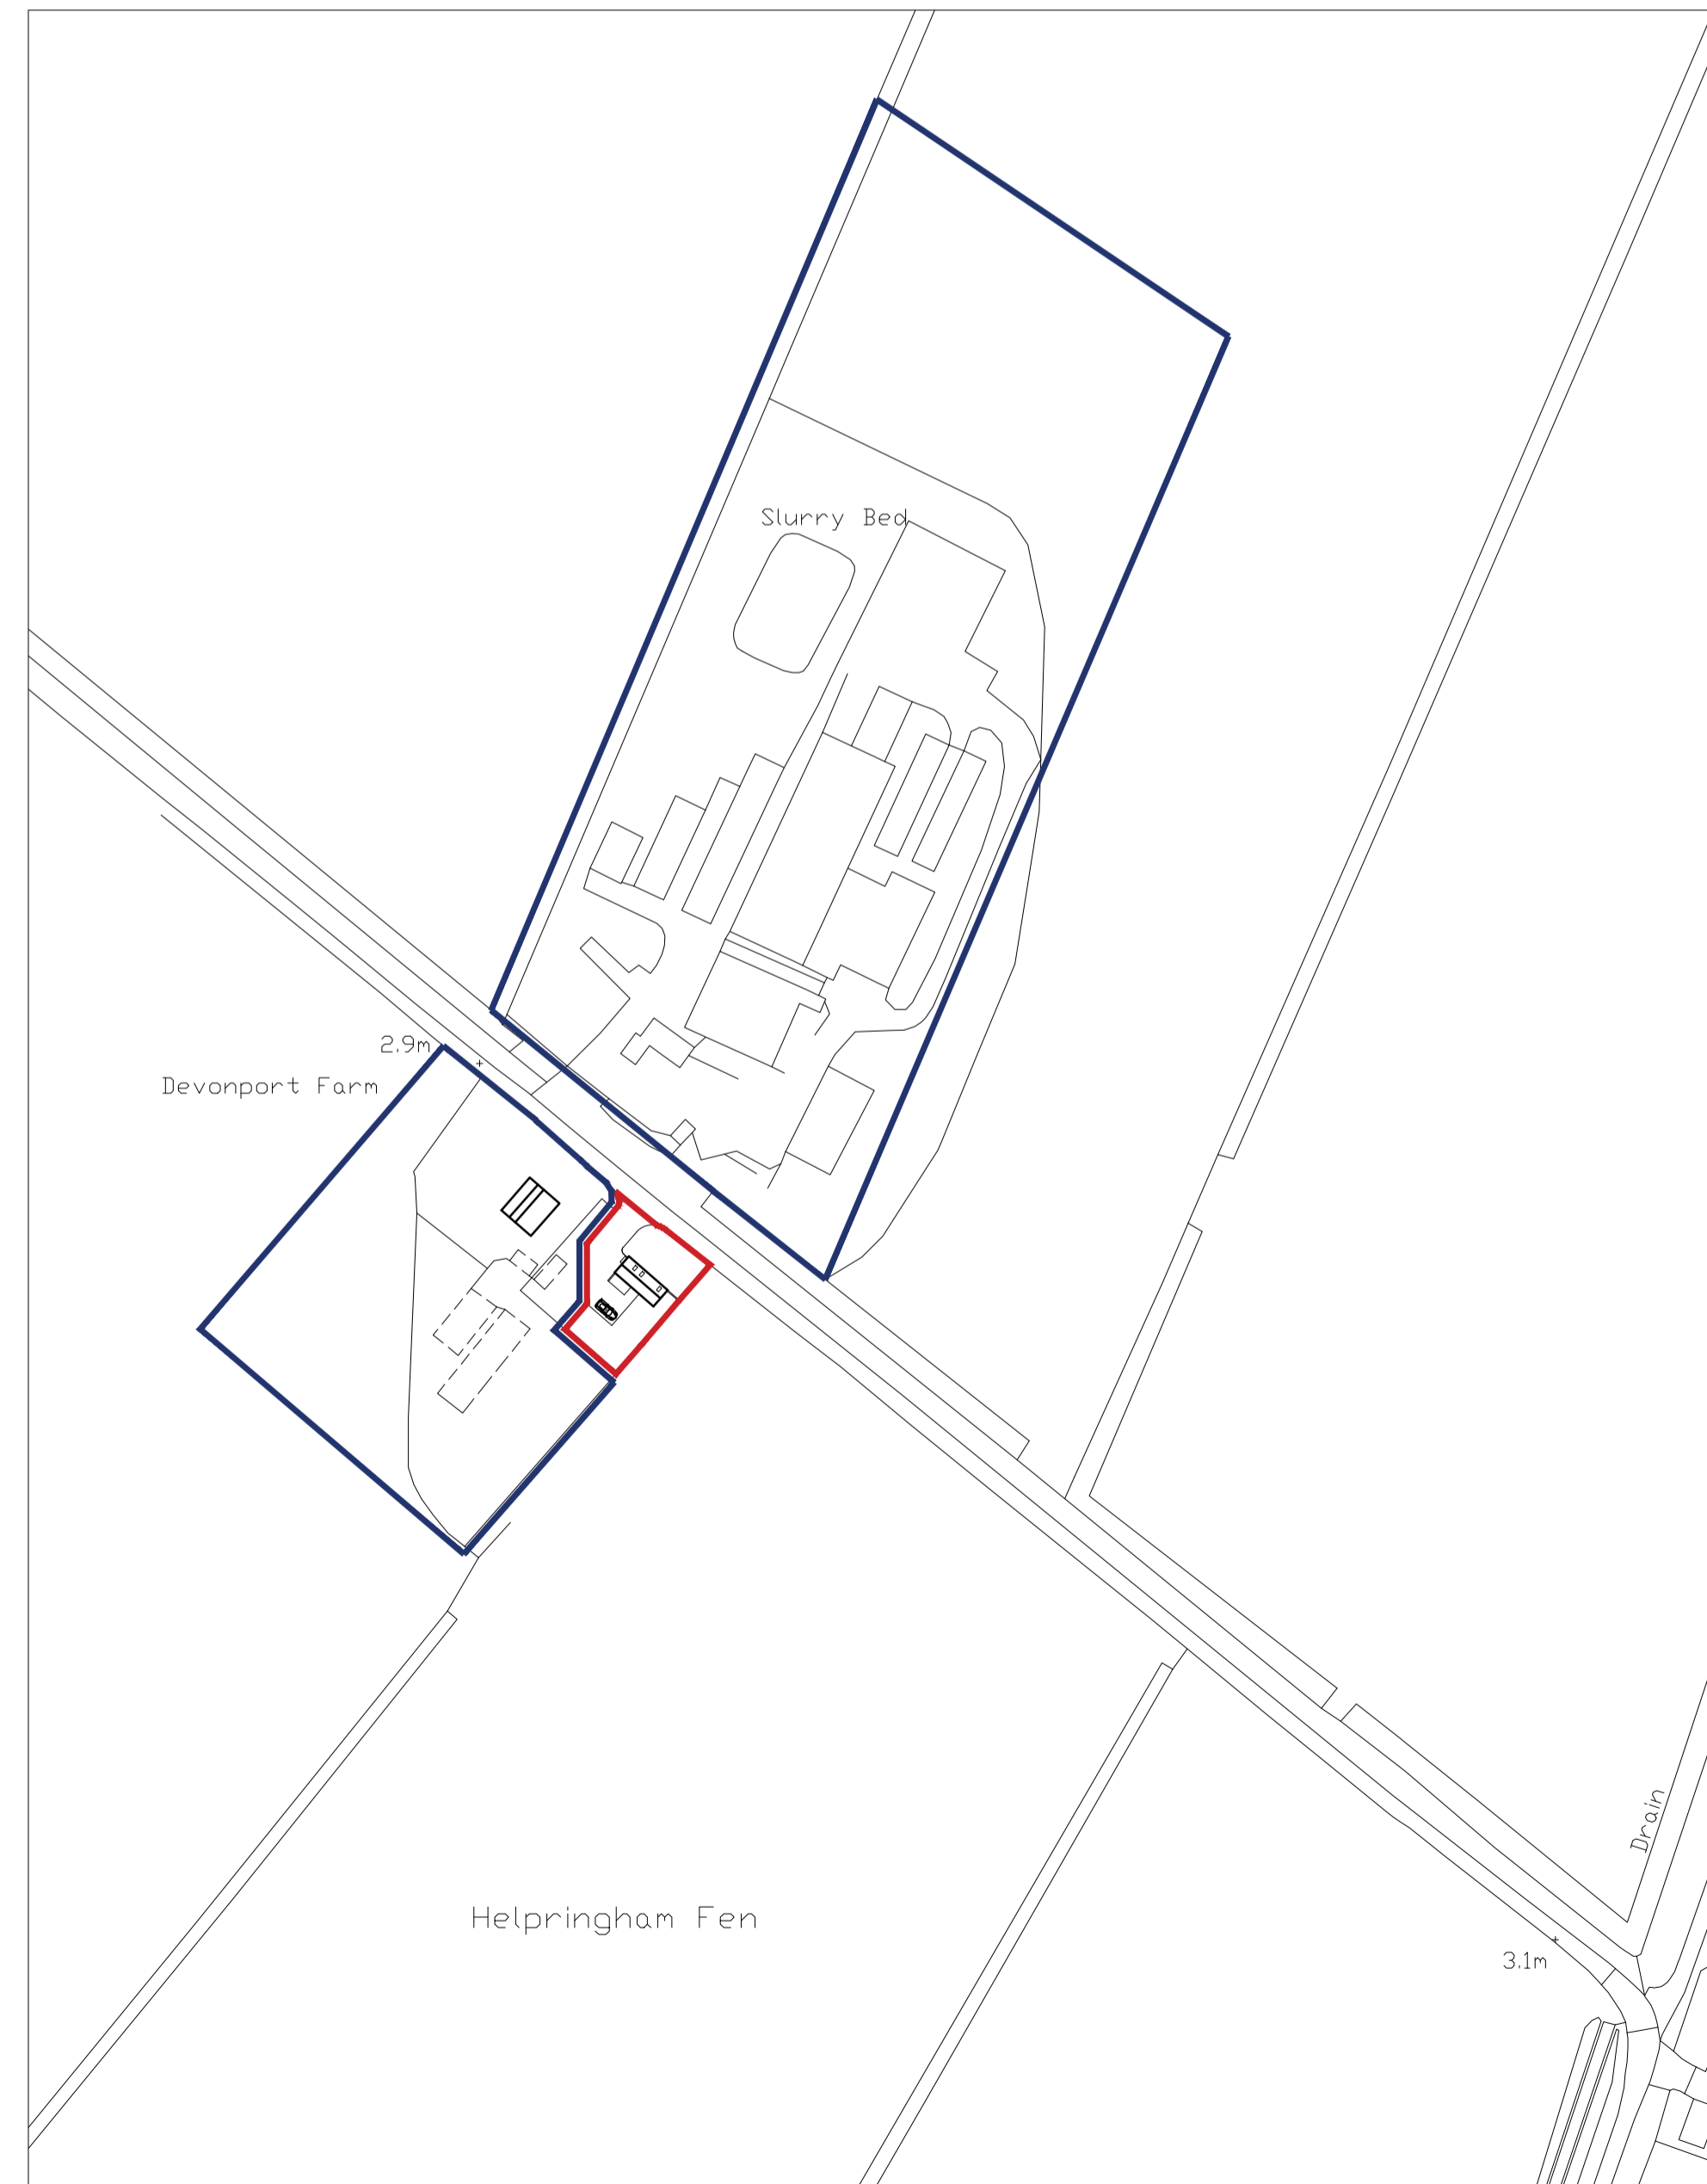 Slurry Bed
2.9m
Devonport Farm
Drain
Helpringham Fen
3.1m